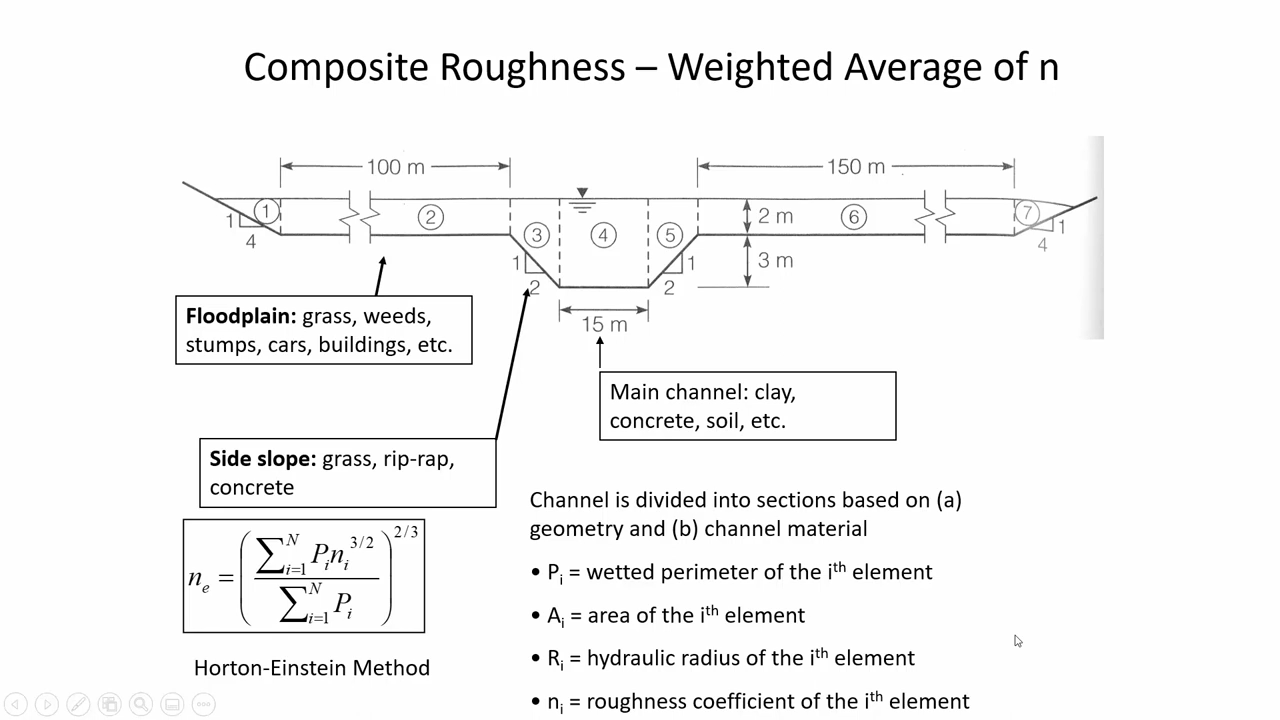 Composite Roughness – Weighted Average of n
100 m
150 m
1
2
3
4
5
6
7
2 m
3 m
1
4
1
2
1
2
1
4
15 m
Floodplain: grass, weeds,
stumps, cars, buildings, etc.
Main channel: clay,
concrete, soil, etc.
Side slope: grass, rip-rap,
concrete
n_e = ( ∑_{i=1}^{N} P_i n_i^{3/2} / ∑_{i=1}^{N} P_i )^{2/3}
Horton-Einstein Method
Channel is divided into sections based on (a)
geometry and (b) channel material
• P_i = wetted perimeter of the i^th element
• A_i = area of the i^th element
• R_i = hydraulic radius of the i^th element
• n_i = roughness coefficient of the i^th element